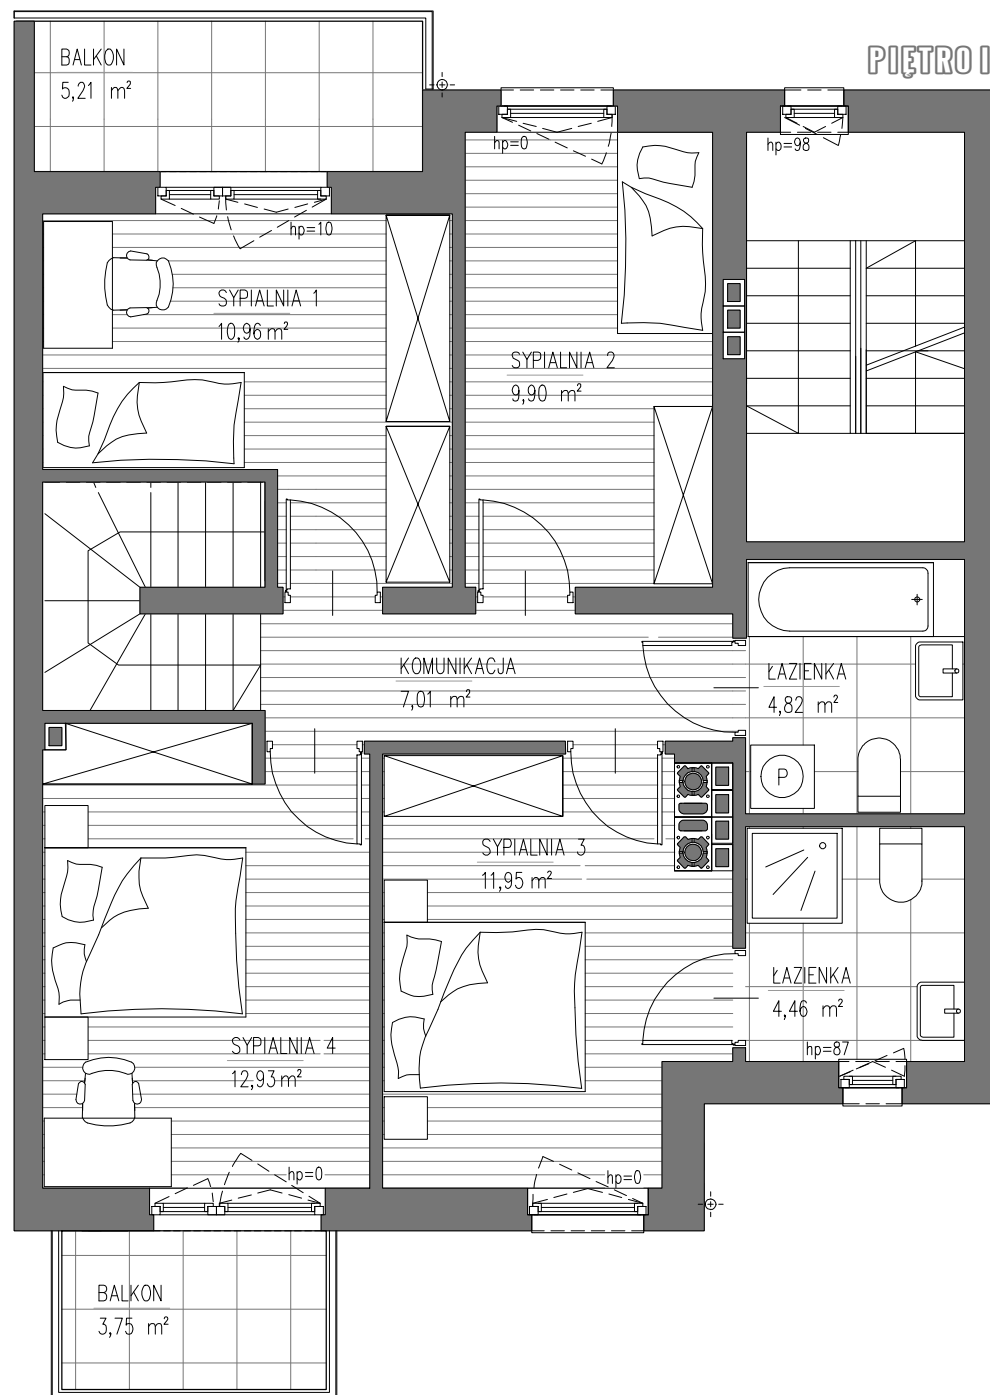 PIĘTRO I
BALKON
5,21 m²
hp=0
hp=98
hp=10
SYPIALNIA 1
10,96 m²
SYPIALNIA 2
9,90 m²
KOMUNIKACJA
7,01 m²
ŁAZIENKA
4,82 m²
P
SYPIALNIA 3
11,95 m²
ŁAZIENKA
4,46 m²
SYPIALNIA 4
12,93 m²
hp=87
hp=0
hp=0
BALKON
3,75 m²